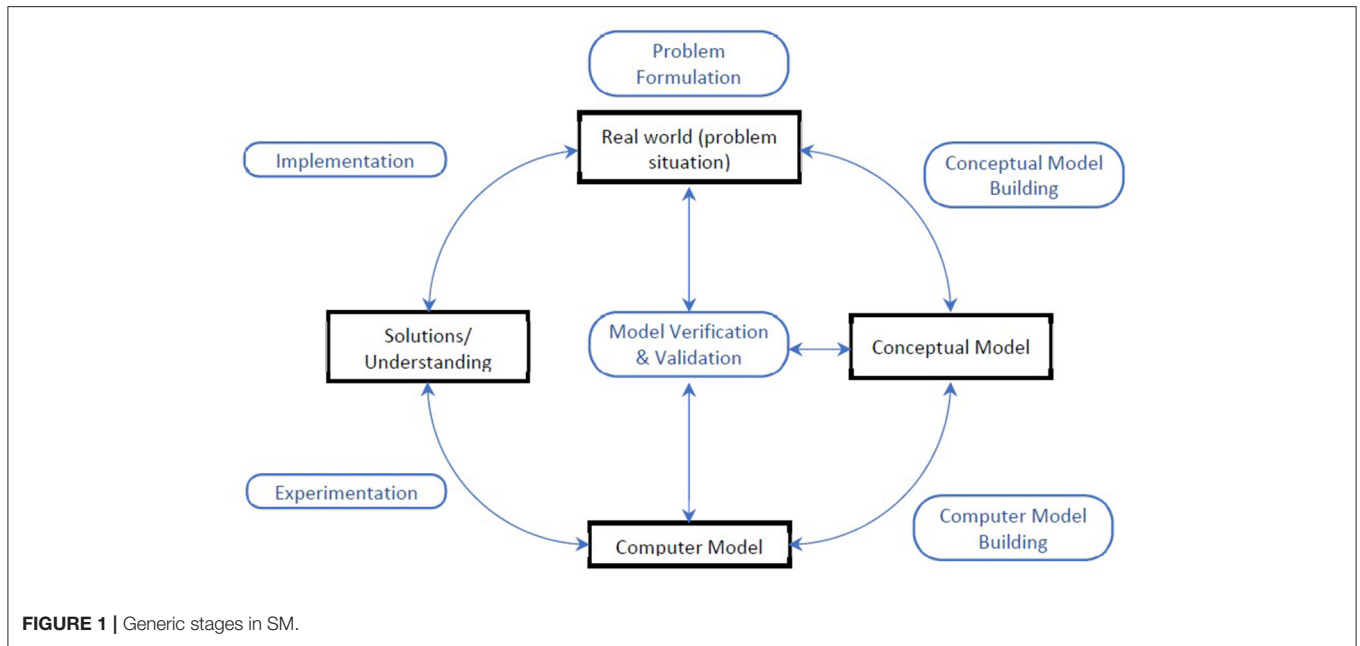 Problem
Formulation
Real world (problem
situation)
Implementation
Conceptual Model
Building
Solutions/
Understanding
Model Verification
& Validation
Conceptual Model
Experimentation
Computer Model
Building
Computer Model
FIGURE 1 | Generic stages in SM.